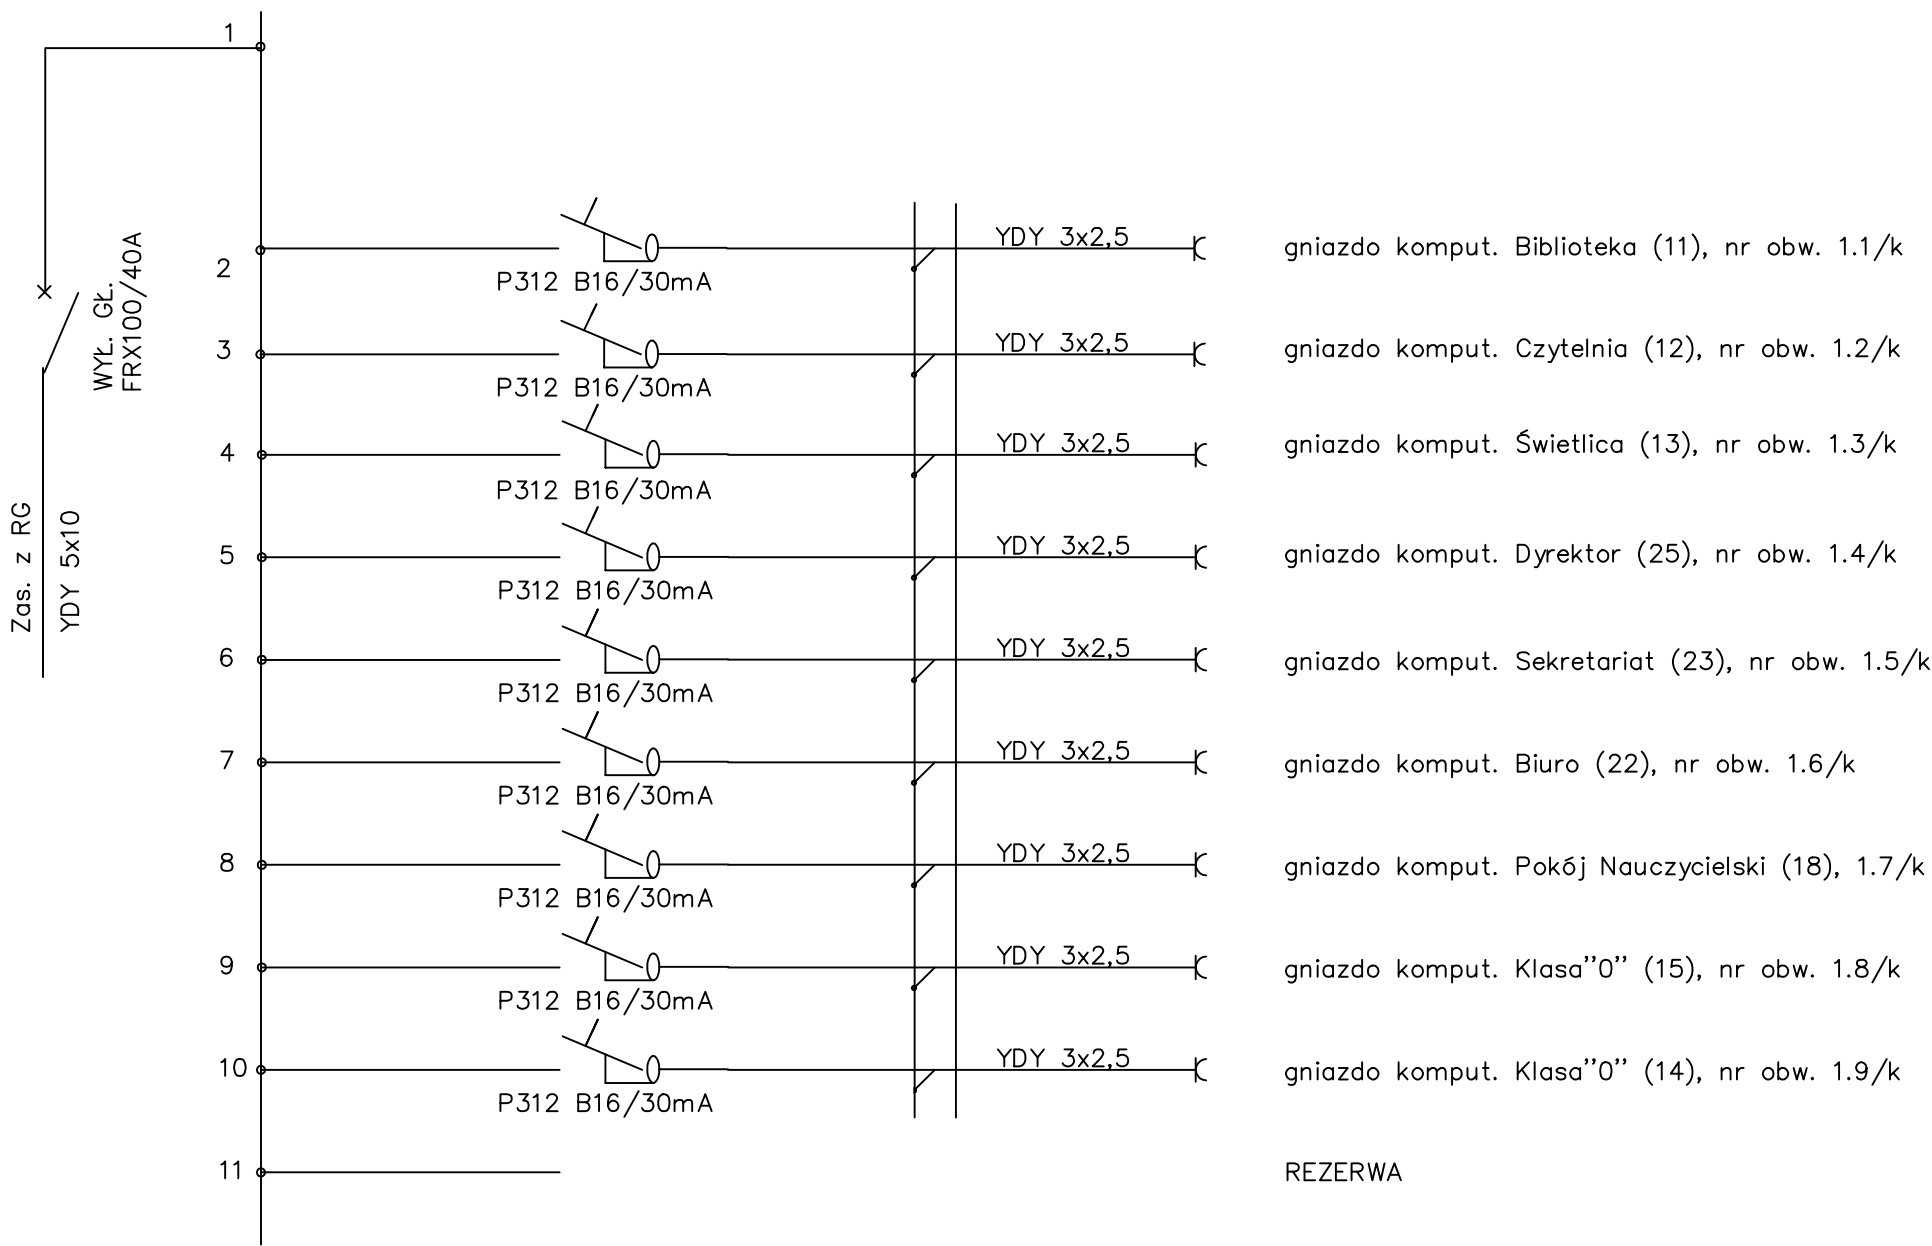 1
WYŁ. GŁ.
FRX100/40A
Zas. z RG
YDY 5x10
2
P312 B16/30mA
YDY 3x2,5
gniazdo komput. Biblioteka (11), nr obw. 1.1/k
3
P312 B16/30mA
YDY 3x2,5
gniazdo komput. Czytelnia (12), nr obw. 1.2/k
4
P312 B16/30mA
YDY 3x2,5
gniazdo komput. Świetlica (13), nr obw. 1.3/k
5
P312 B16/30mA
YDY 3x2,5
gniazdo komput. Dyrektor (25), nr obw. 1.4/k
6
P312 B16/30mA
YDY 3x2,5
gniazdo komput. Sekretariat (23), nr obw. 1.5/k
7
P312 B16/30mA
YDY 3x2,5
gniazdo komput. Biuro (22), nr obw. 1.6/k
8
P312 B16/30mA
YDY 3x2,5
gniazdo komput. Pokój Nauczycielski (18), 1.7/k
9
P312 B16/30mA
YDY 3x2,5
gniazdo komput. Klasa"0" (15), nr obw. 1.8/k
10
P312 B16/30mA
YDY 3x2,5
gniazdo komput. Klasa"0" (14), nr obw. 1.9/k
11
REZERWA